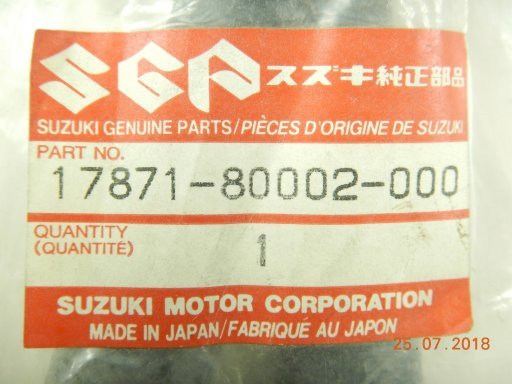 SGP スズキ純正部品
SUZUKI GENUINE PARTS/PIÈCES D'ORIGINE DE SUZUKI
PART NO.
17871-80002-000
QUANTITY
(QUANTITÉ)
1
SUZUKI MOTOR CORPORATION
MADE IN JAPAN/FABRIQUÉ AU JAPON
25.07.2018